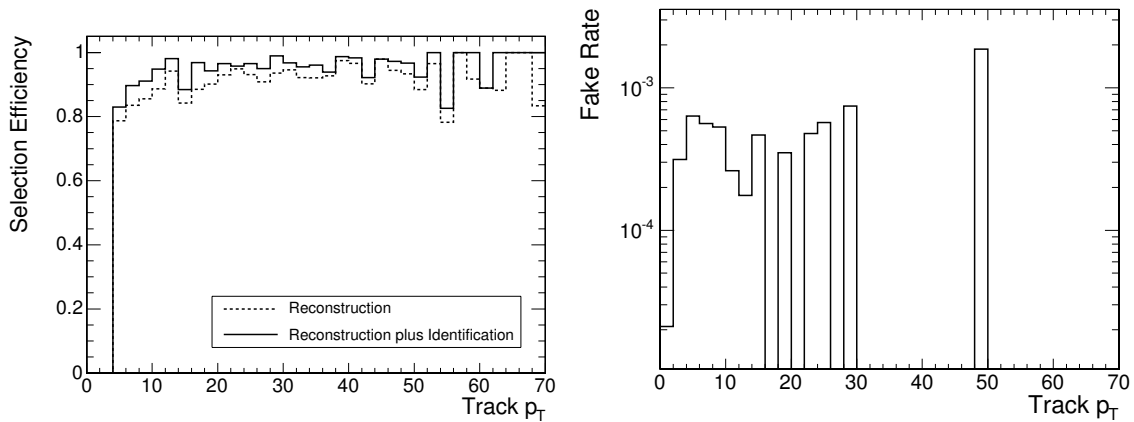 Selection Efficiency
1
0.8
0.6
0.4
0.2
0
Reconstruction
Reconstruction plus Identification
0 10 20 30 40 50 60 70
Track p_T
Fake Rate
10^-3
10^-4
0 10 20 30 40 50 60 70
Track p_T